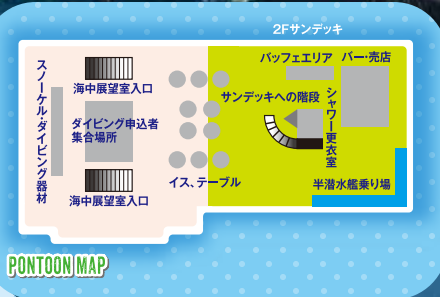 2Fサンデッキ
スノーケル・ダイビング器材
海中展望室入口
ダイビング申込者
集合場所
海中展望室入口
イス、テーブル
バッフェエリア
バー・売店
サンデッキへの階段
シャワー更衣室
半潜水艦乗り場
PONTOON MAP